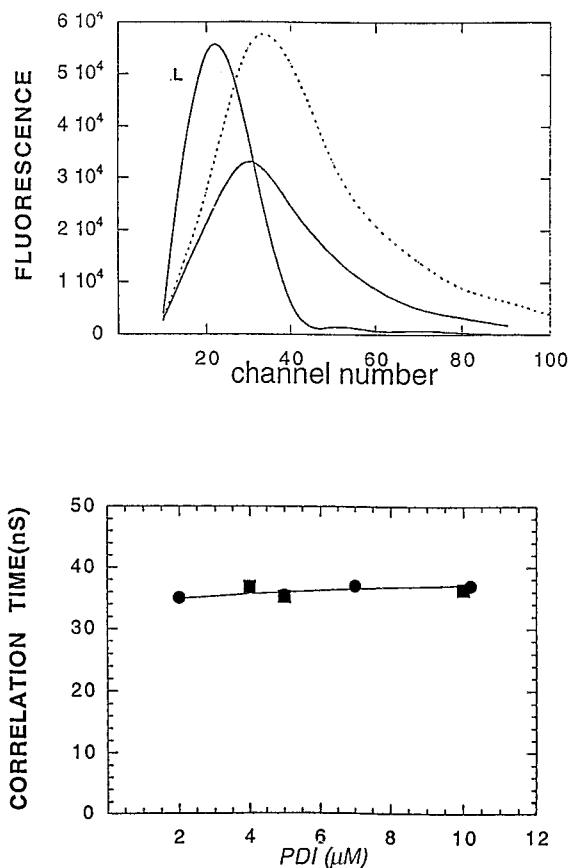 6 10⁴
5 10⁴
4 10⁴
3 10⁴
2 10⁴
1 10⁴
0
FLUORESCENCE
.L
20 40 60 80 100
channel number
50
40
30
20
10
0
CORRELATION TIME(nS)
2 4 6 8 10 12
PDI (μM)